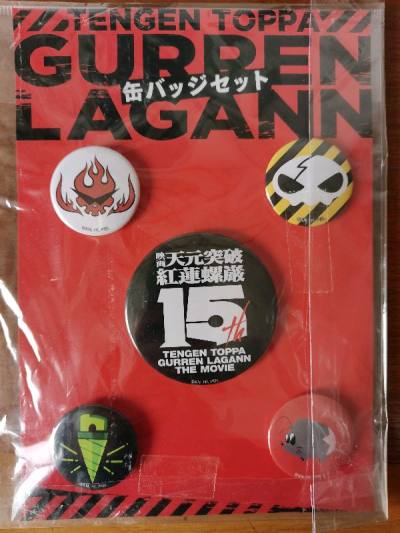 TENGEN TOPPA
GURREN
缶バッジセット
LAGANN
映画 天元突破
紅蓮螺巌
15th
TENGEN TOPPA
GURREN LAGANN
THE MOVIE